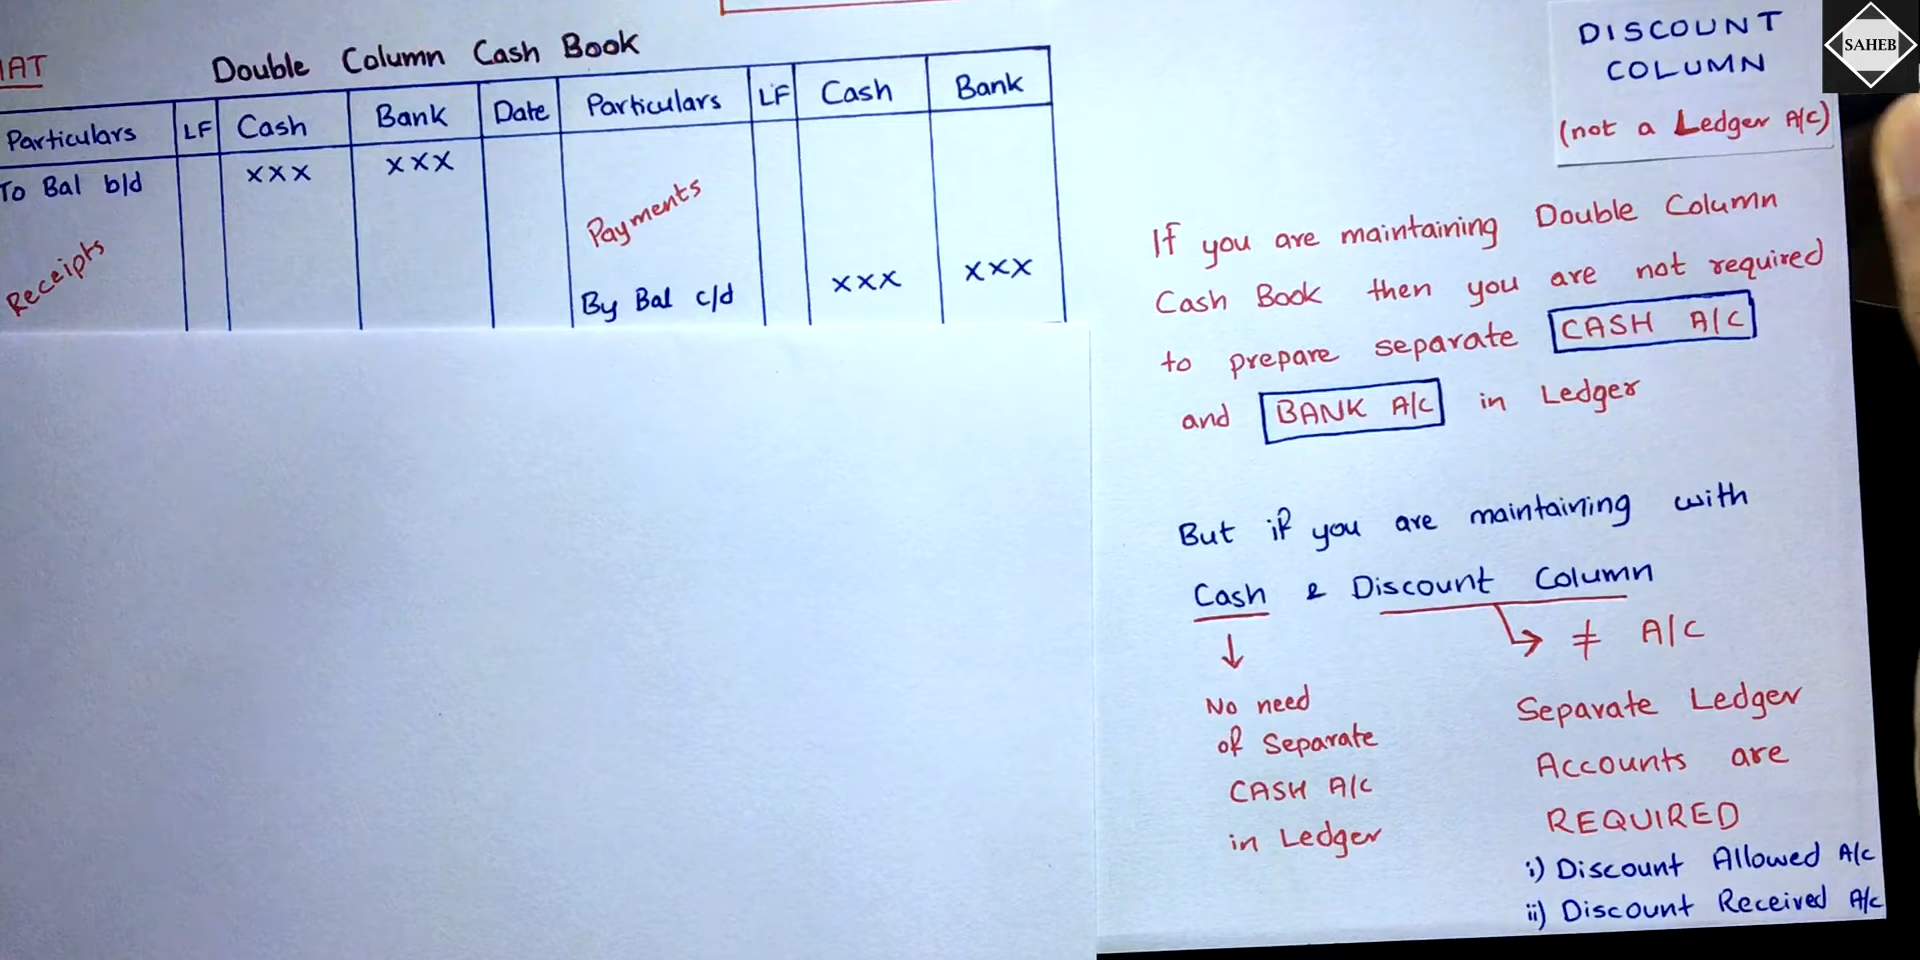 Double Column Cash Book
Particulars LF Cash Bank Date Particulars LF Cash Bank
To Bal b/d xxx xxx
Receipts
Payments
By Bal c/d xxx xxx
DISCOUNT
COLUMN
(not a Ledger A/c)
SAHEB
If you are maintaining Double Column
Cash Book then you are not required
to prepare separate CASH A/C
and BANK A/C in Ledger
But if you are maintaining with
Cash & Discount Column
↓ ↳ ≠ A/C
No need
of Separate
CASH A/C
in Ledger
Separate Ledger
Accounts are
REQUIRED
i) Discount Allowed A/c
ii) Discount Received A/c